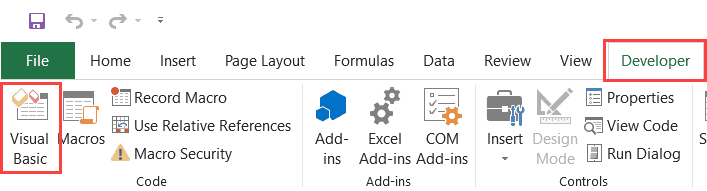 File Home Insert Page Layout Formulas Data Review View Developer
Visual Basic
Macros
Record Macro
Use Relative References
Macro Security
Code
Add-ins
Excel Add-ins
COM Add-ins
Add-ins
Insert
Design Mode
Properties
View Code
Run Dialog
Controls
S